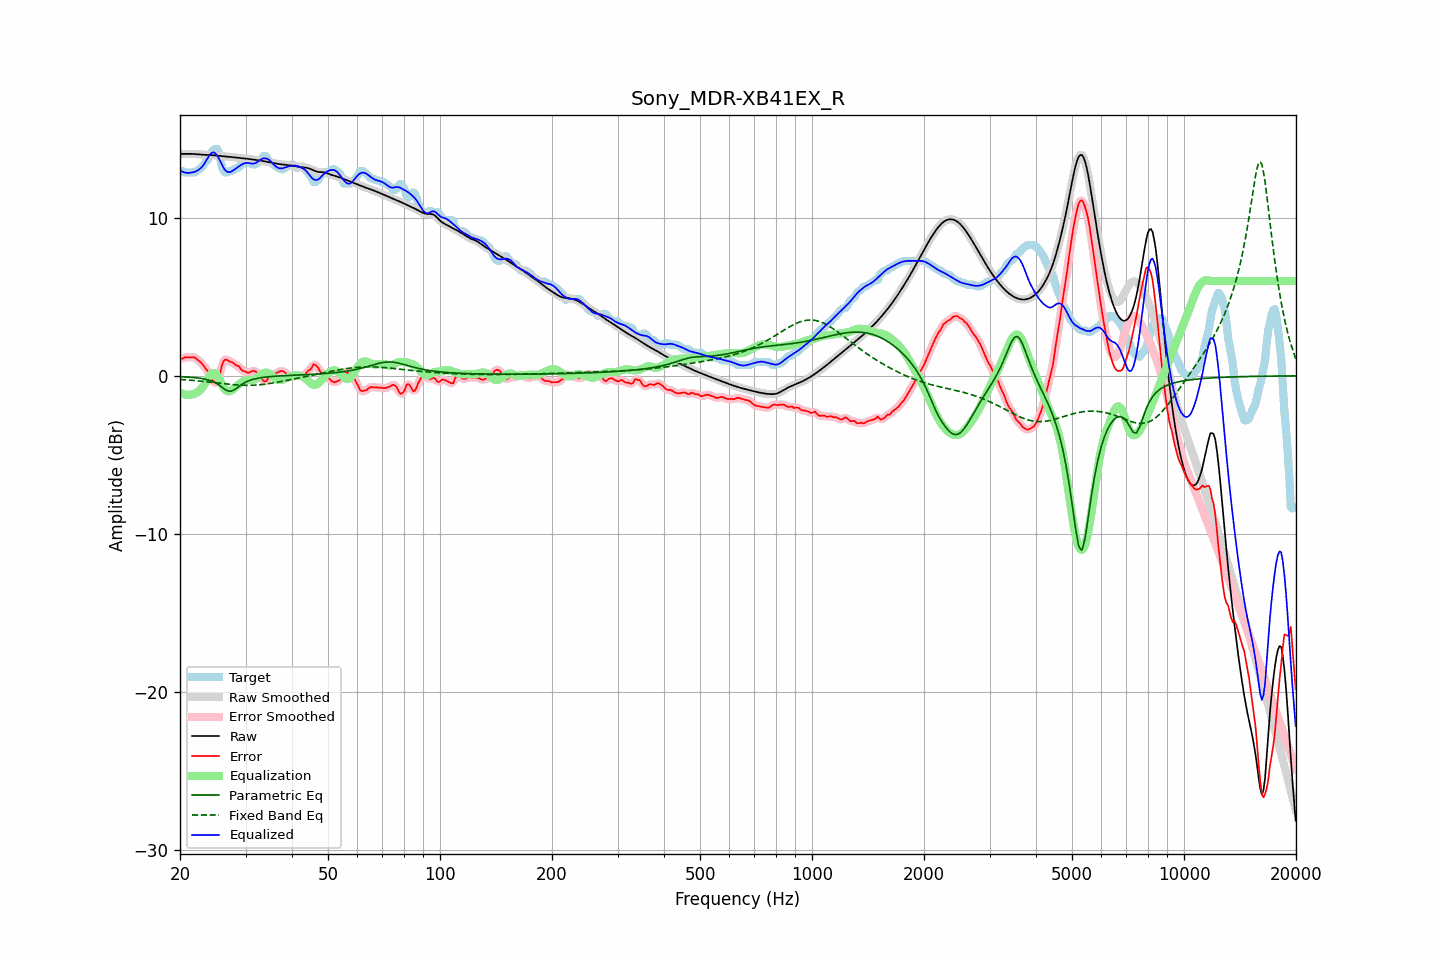 Sony_MDR-XB41EX_R
Amplitude (dBr)
10
0
−10
−20
−30
Target
Raw Smoothed
Error Smoothed
Raw
Error
Equalization
Parametric Eq
Fixed Band Eq
Equalized
20 50 100 200 500 1000 2000 5000 10000 20000
Frequency (Hz)